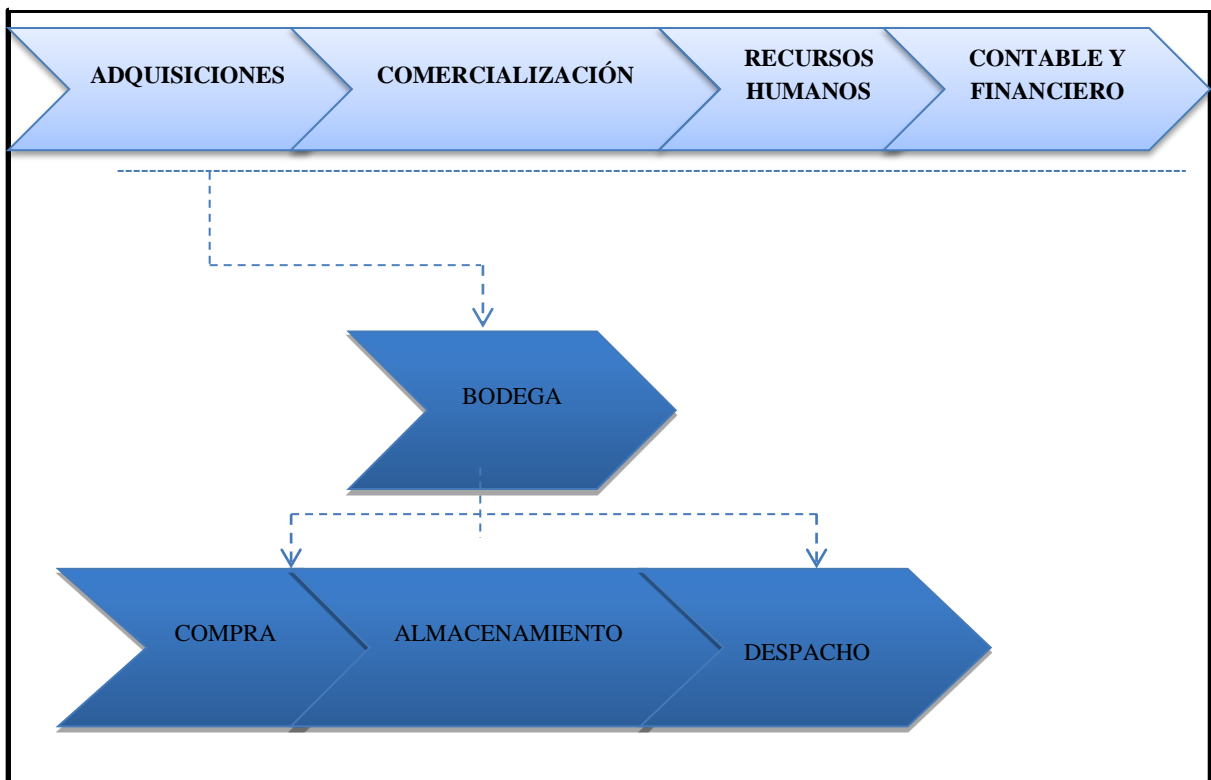 ADQUISICIONES
COMERCIALIZACIÓN
RECURSOS
HUMANOS
CONTABLE Y
FINANCIERO
BODEGA
COMPRA
ALMACENAMIENTO
DESPACHO